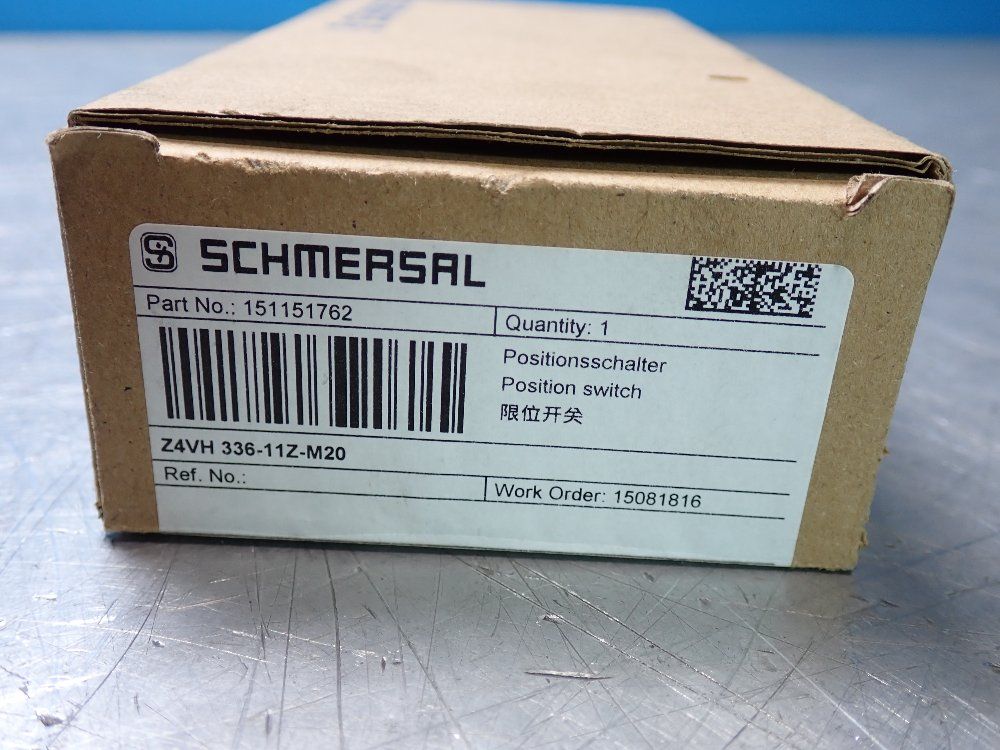 SCHMERSAL
Part No.: 151151762
Quantity: 1
Positionsschalter
Position switch
限位开关
Z4VH 336-11Z-M20
Ref. No.:
Work Order: 15081816